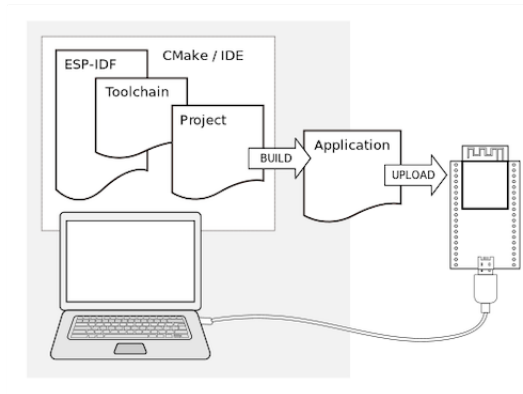 CMake / IDE
ESP-IDF
Toolchain
Project
BUILD
Application
UPLOAD